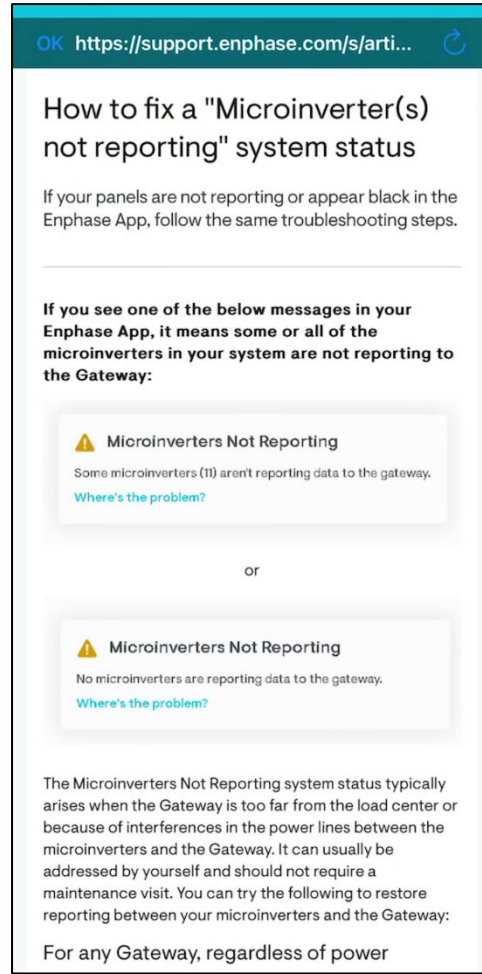 OK https://support.enphase.com/s/arti...
How to fix a "Microinverter(s)
not reporting" system status
If your panels are not reporting or appear black in the
Enphase App, follow the same troubleshooting steps.
If you see one of the below messages in your
Enphase App, it means some or all of the
microinverters in your system are not reporting to
the Gateway:
Microinverters Not Reporting
Some microinverters (11) aren't reporting data to the gateway.
Where's the problem?
or
Microinverters Not Reporting
No microinverters are reporting data to the gateway.
Where's the problem?
The Microinverters Not Reporting system status typically
arises when the Gateway is too far from the load center or
because of interferences in the power lines between the
microinverters and the Gateway. It can usually be
addressed by yourself and should not require a
maintenance visit. You can try the following to restore
reporting between your microinverters and the Gateway:
For any Gateway, regardless of power